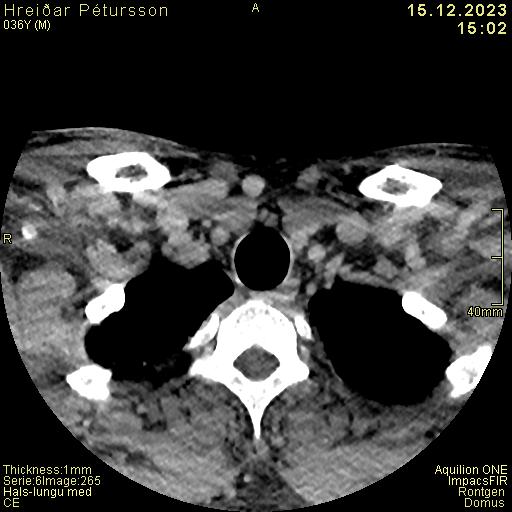 Hreiðar Pétursson
036Y (M)
A
15.12.2023
15:02
R
40mm
Thickness:1mm
Serie:6Image:265
Hals-lungu med
CE
Aquilion ONE
ImpacsFIR
Rontgen
Domus